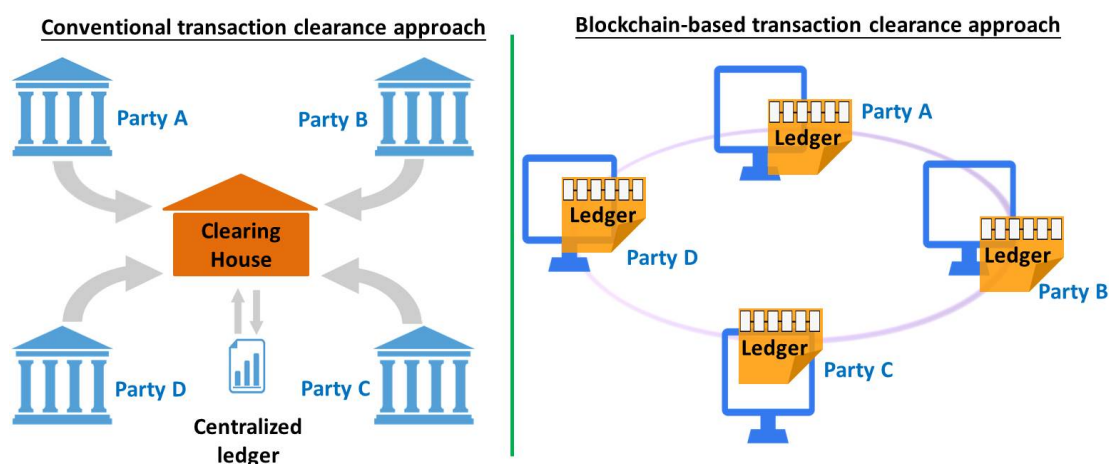 Conventional transaction clearance approach
Party A
Party B
Clearing
House
Party D
Party C
Centralized
ledger
Blockchain-based transaction clearance approach
Party A
Ledger
Ledger
Party D
Ledger
Party B
Ledger
Party C